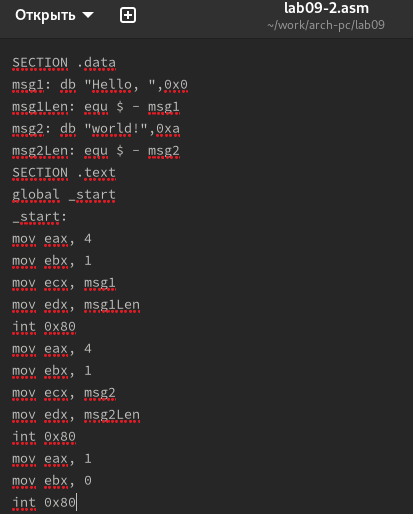 Открыть
lab09-2.asm
~/work/arch-pc/lab09
SECTION .data
msg1: db "Hello, ",0x0
msg1Len: equ $ - msg1
msg2: db "world!",0xa
msg2Len: equ $ - msg2
SECTION .text
global _start
_start:
mov eax, 4
mov ebx, 1
mov ecx, msg1
mov edx, msg1Len
int 0x80
mov eax, 4
mov ebx, 1
mov ecx, msg2
mov edx, msg2Len
int 0x80
mov eax, 1
mov ebx, 0
int 0x80